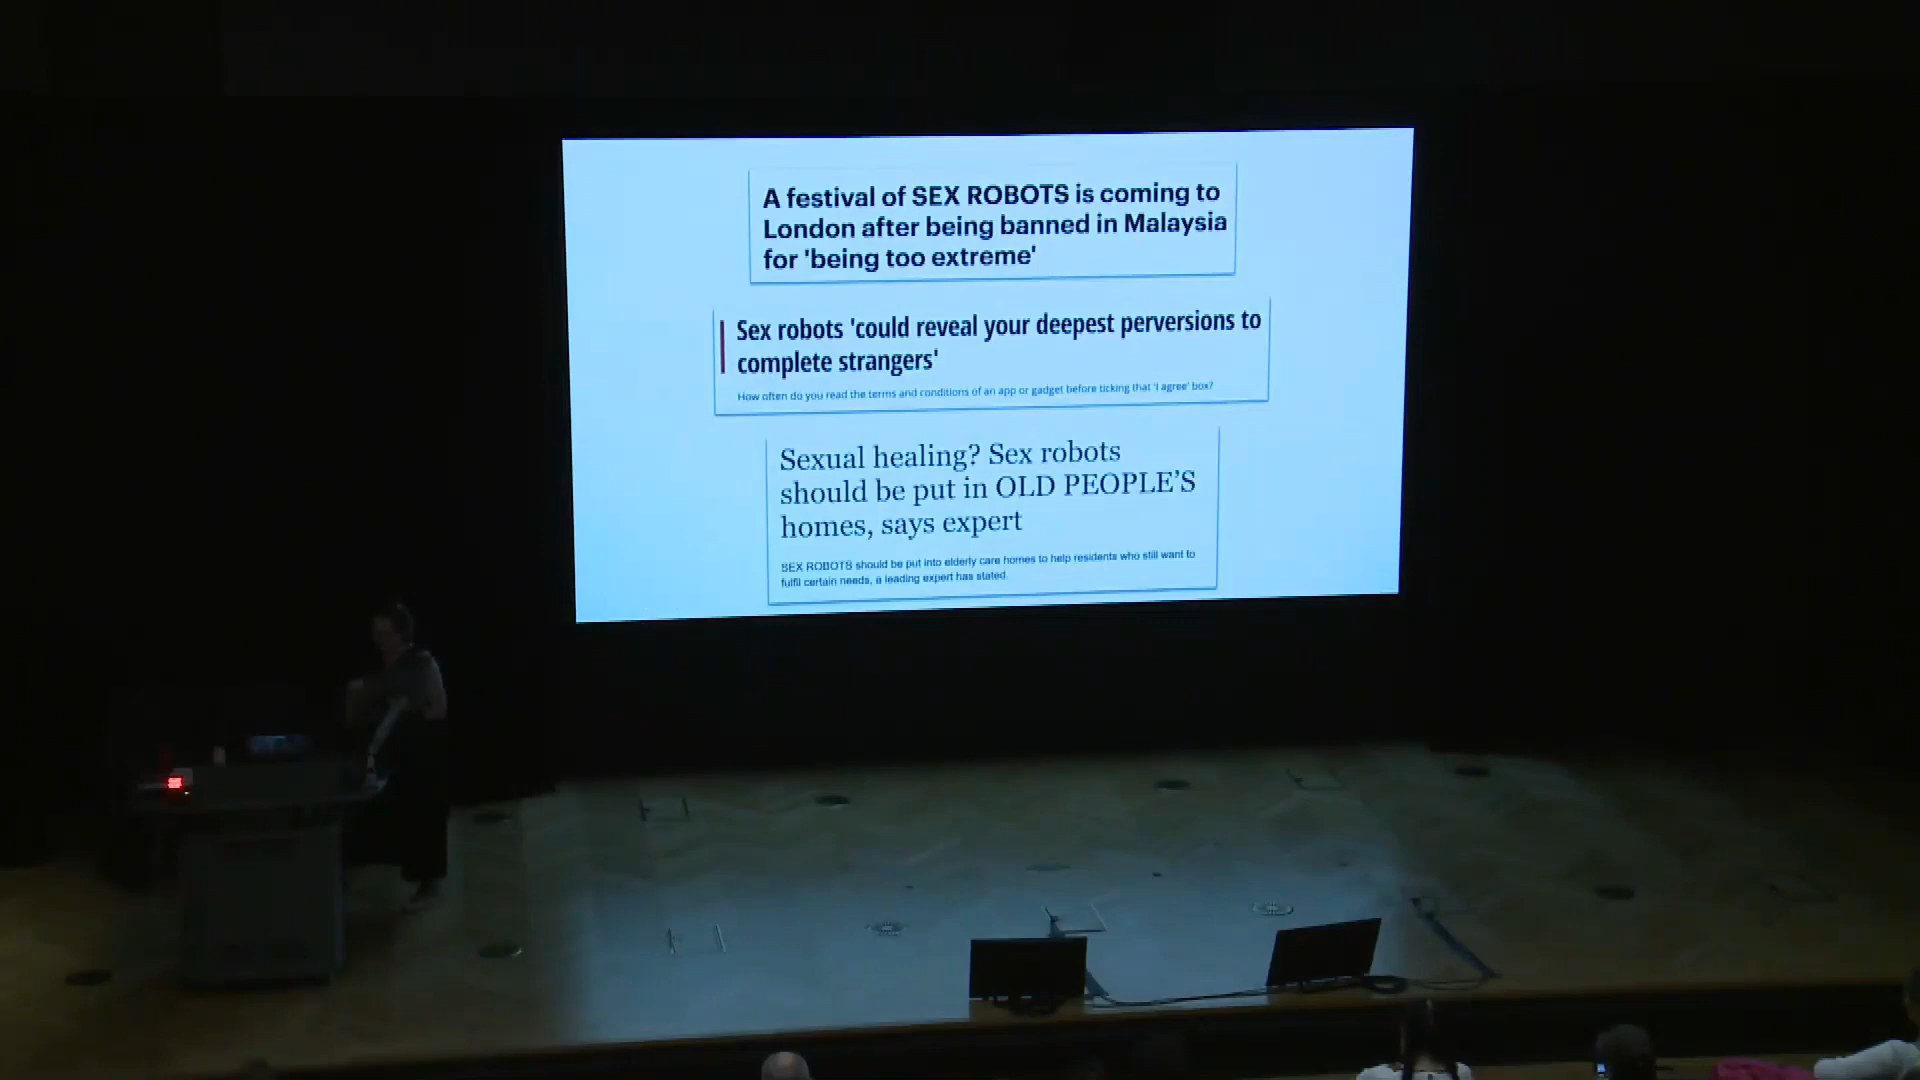 A festival of SEX ROBOTS is coming to
London after being banned in Malaysia
for 'being too extreme'
Sex robots 'could reveal your deepest perversions to
complete strangers'
How often do you read the terms and conditions of an app or gadget before ticking that 'I agree' box?
Sexual healing? Sex robots
should be put in OLD PEOPLE'S
homes, says expert
SEX ROBOTS should be put into elderly care homes to help residents who still want to
fulfil certain needs, a leading expert has stated.